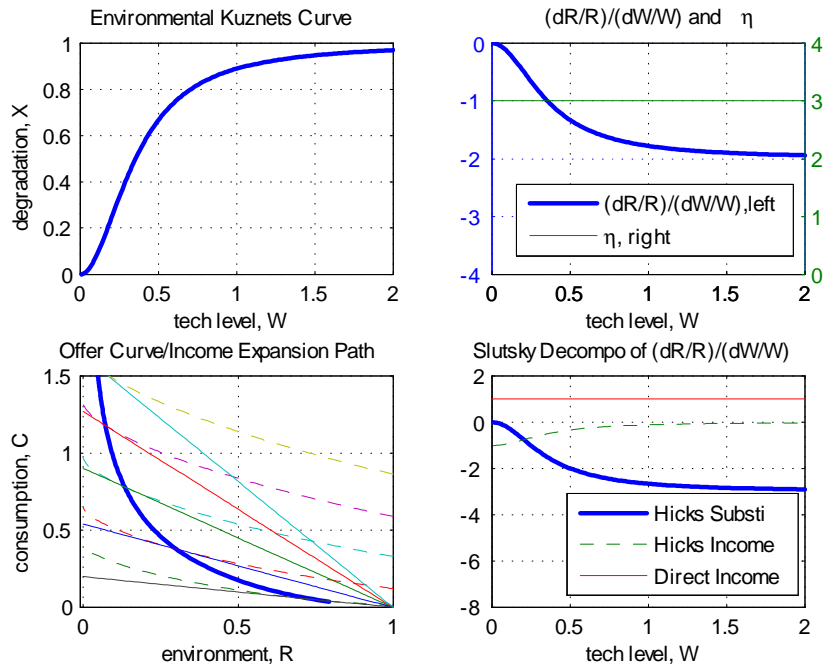 Environmental Kuznets Curve
1
0.8
0.6
0.4
0.2
0
degradation, X
0
0.5
1
1.5
2
tech level, W
(dR/R)/(dW/W) and η
0
-1
-2
-3
-4
4
3
2
1
0
(dR/R)/(dW/W),left
η, right
0
0.5
1
1.5
2
tech level, W
Offer Curve/Income Expansion Path
1.5
1
0.5
0
consumption, C
0
0.5
1
environment, R
Slutsky Decompo of (dR/R)/(dW/W)
2
0
-2
-4
-6
-8
Hicks Substi
Hicks Income
Direct Income
0
0.5
1
1.5
2
tech level, W